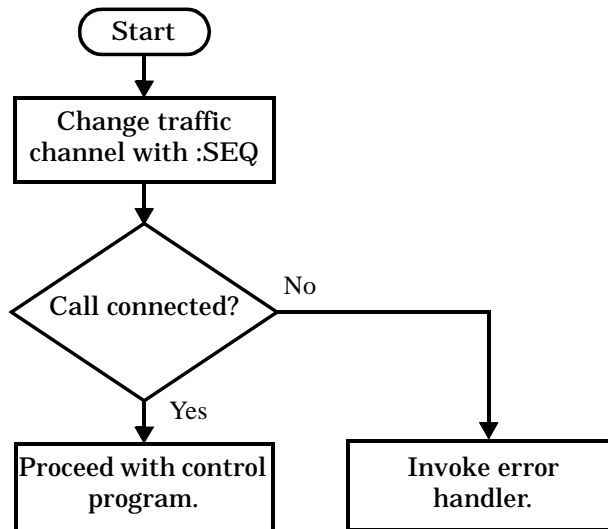 Start
Change traffic
channel with :SEQ
Call connected?
No
Yes
Proceed with control
program.
Invoke error
handler.